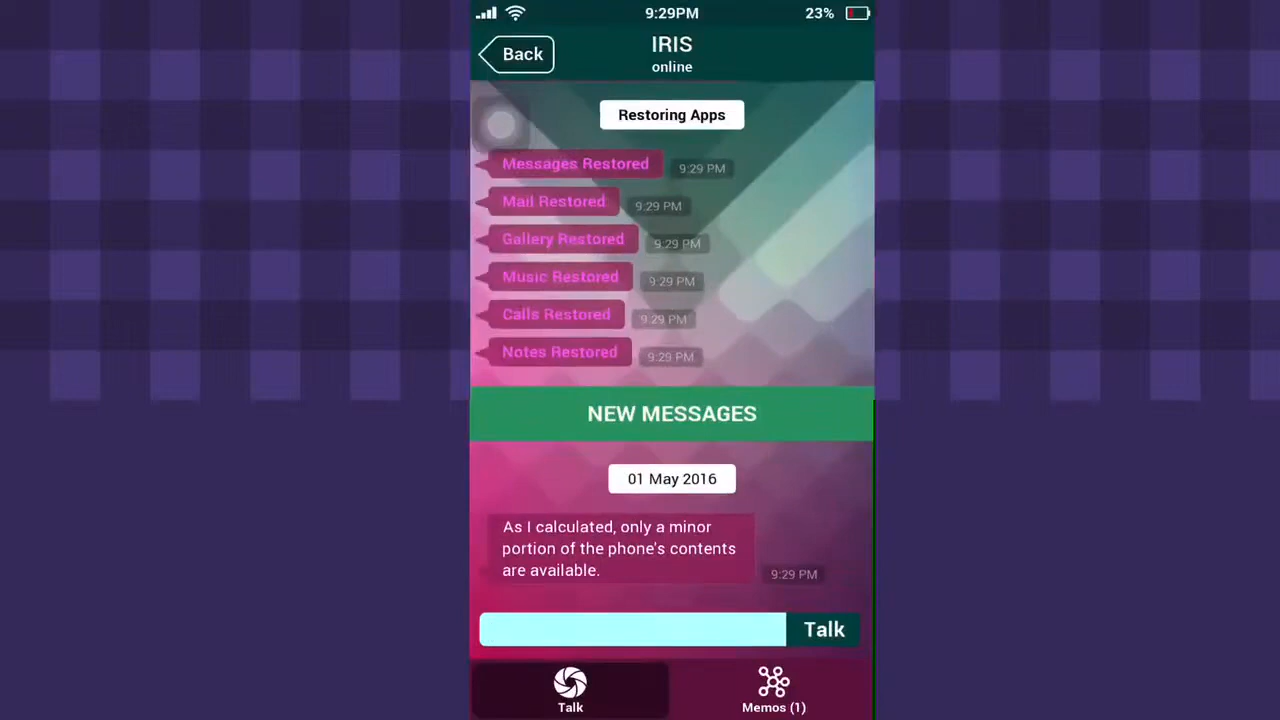 9:29PM
23%
Back
IRIS
online
Restoring Apps
Messages Restored
9:29 PM
Mail Restored
9:29 PM
Gallery Restored
9:29 PM
Music Restored
9:29 PM
Calls Restored
9:29 PM
Notes Restored
9:29 PM
NEW MESSAGES
01 May 2016
As I calculated, only a minor
portion of the phone's contents
are available.
9:29 PM
Talk
Talk
Memos (1)